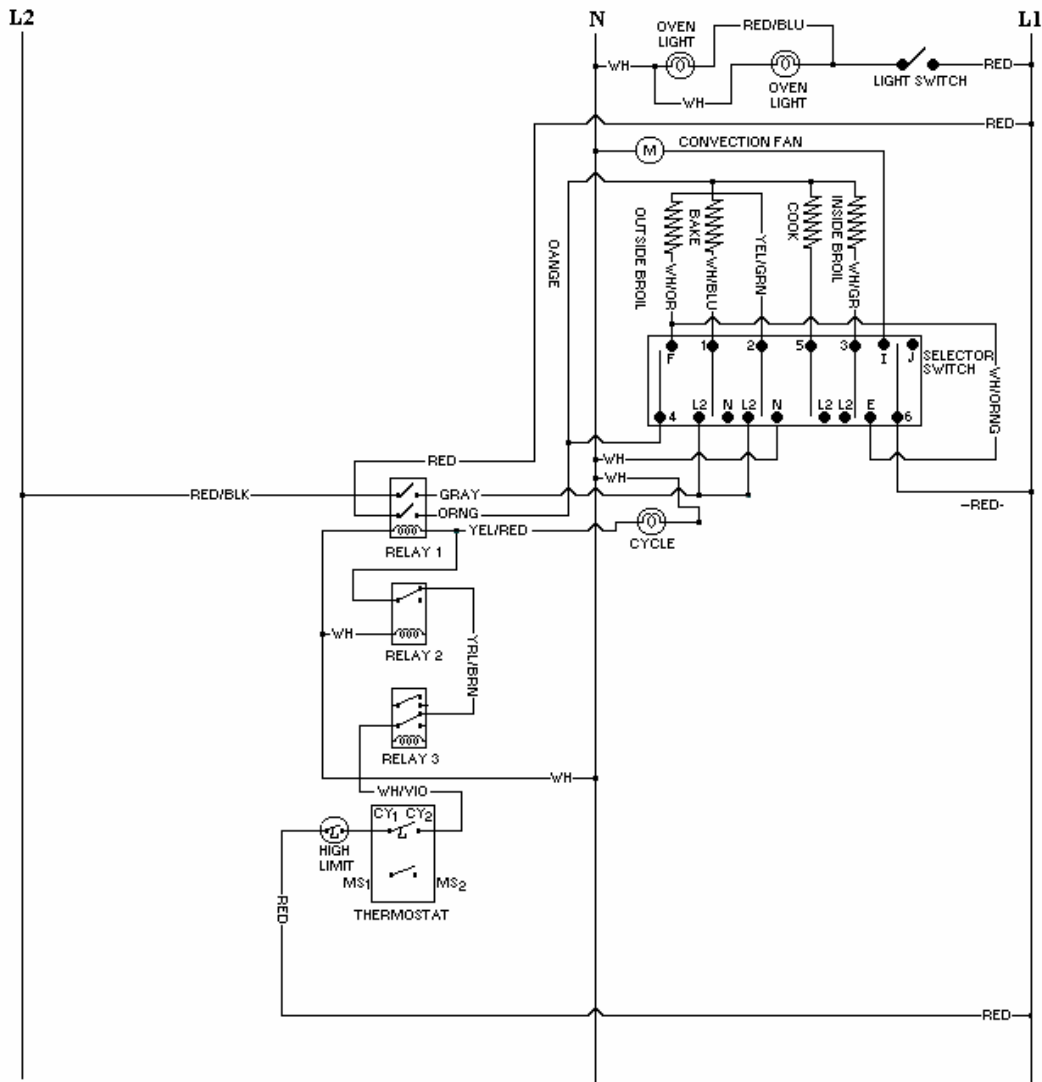 L2
N
L1
OVEN
LIGHT
RED/BLU
WH
RED
OVEN
LIGHT
LIGHT SWITCH
WH
RED
CONVECTION FAN
M
OANGE
OUTSIDE BROIL
WH/OR
BAKE
WH/BLU
YEL/GRN
COOK
INSIDE BROIL
WH/GR
F
1
2
5
3
I
J
SELECTOR
SWITCH
WH/ORNG
4
L2
N
L2
N
L2
L2
E
6
RED
WH
WH
RED/BLK
GRAY
-RED-
ORNG
YEL/RED
RELAY 1
CYCLE
WH
RELAY 2
YRL/BRN
RELAY 3
WH
WH/VIO
CY1 CY2
HIGH
LIMIT
MS1
MS2
THERMOSTAT
RED
RED